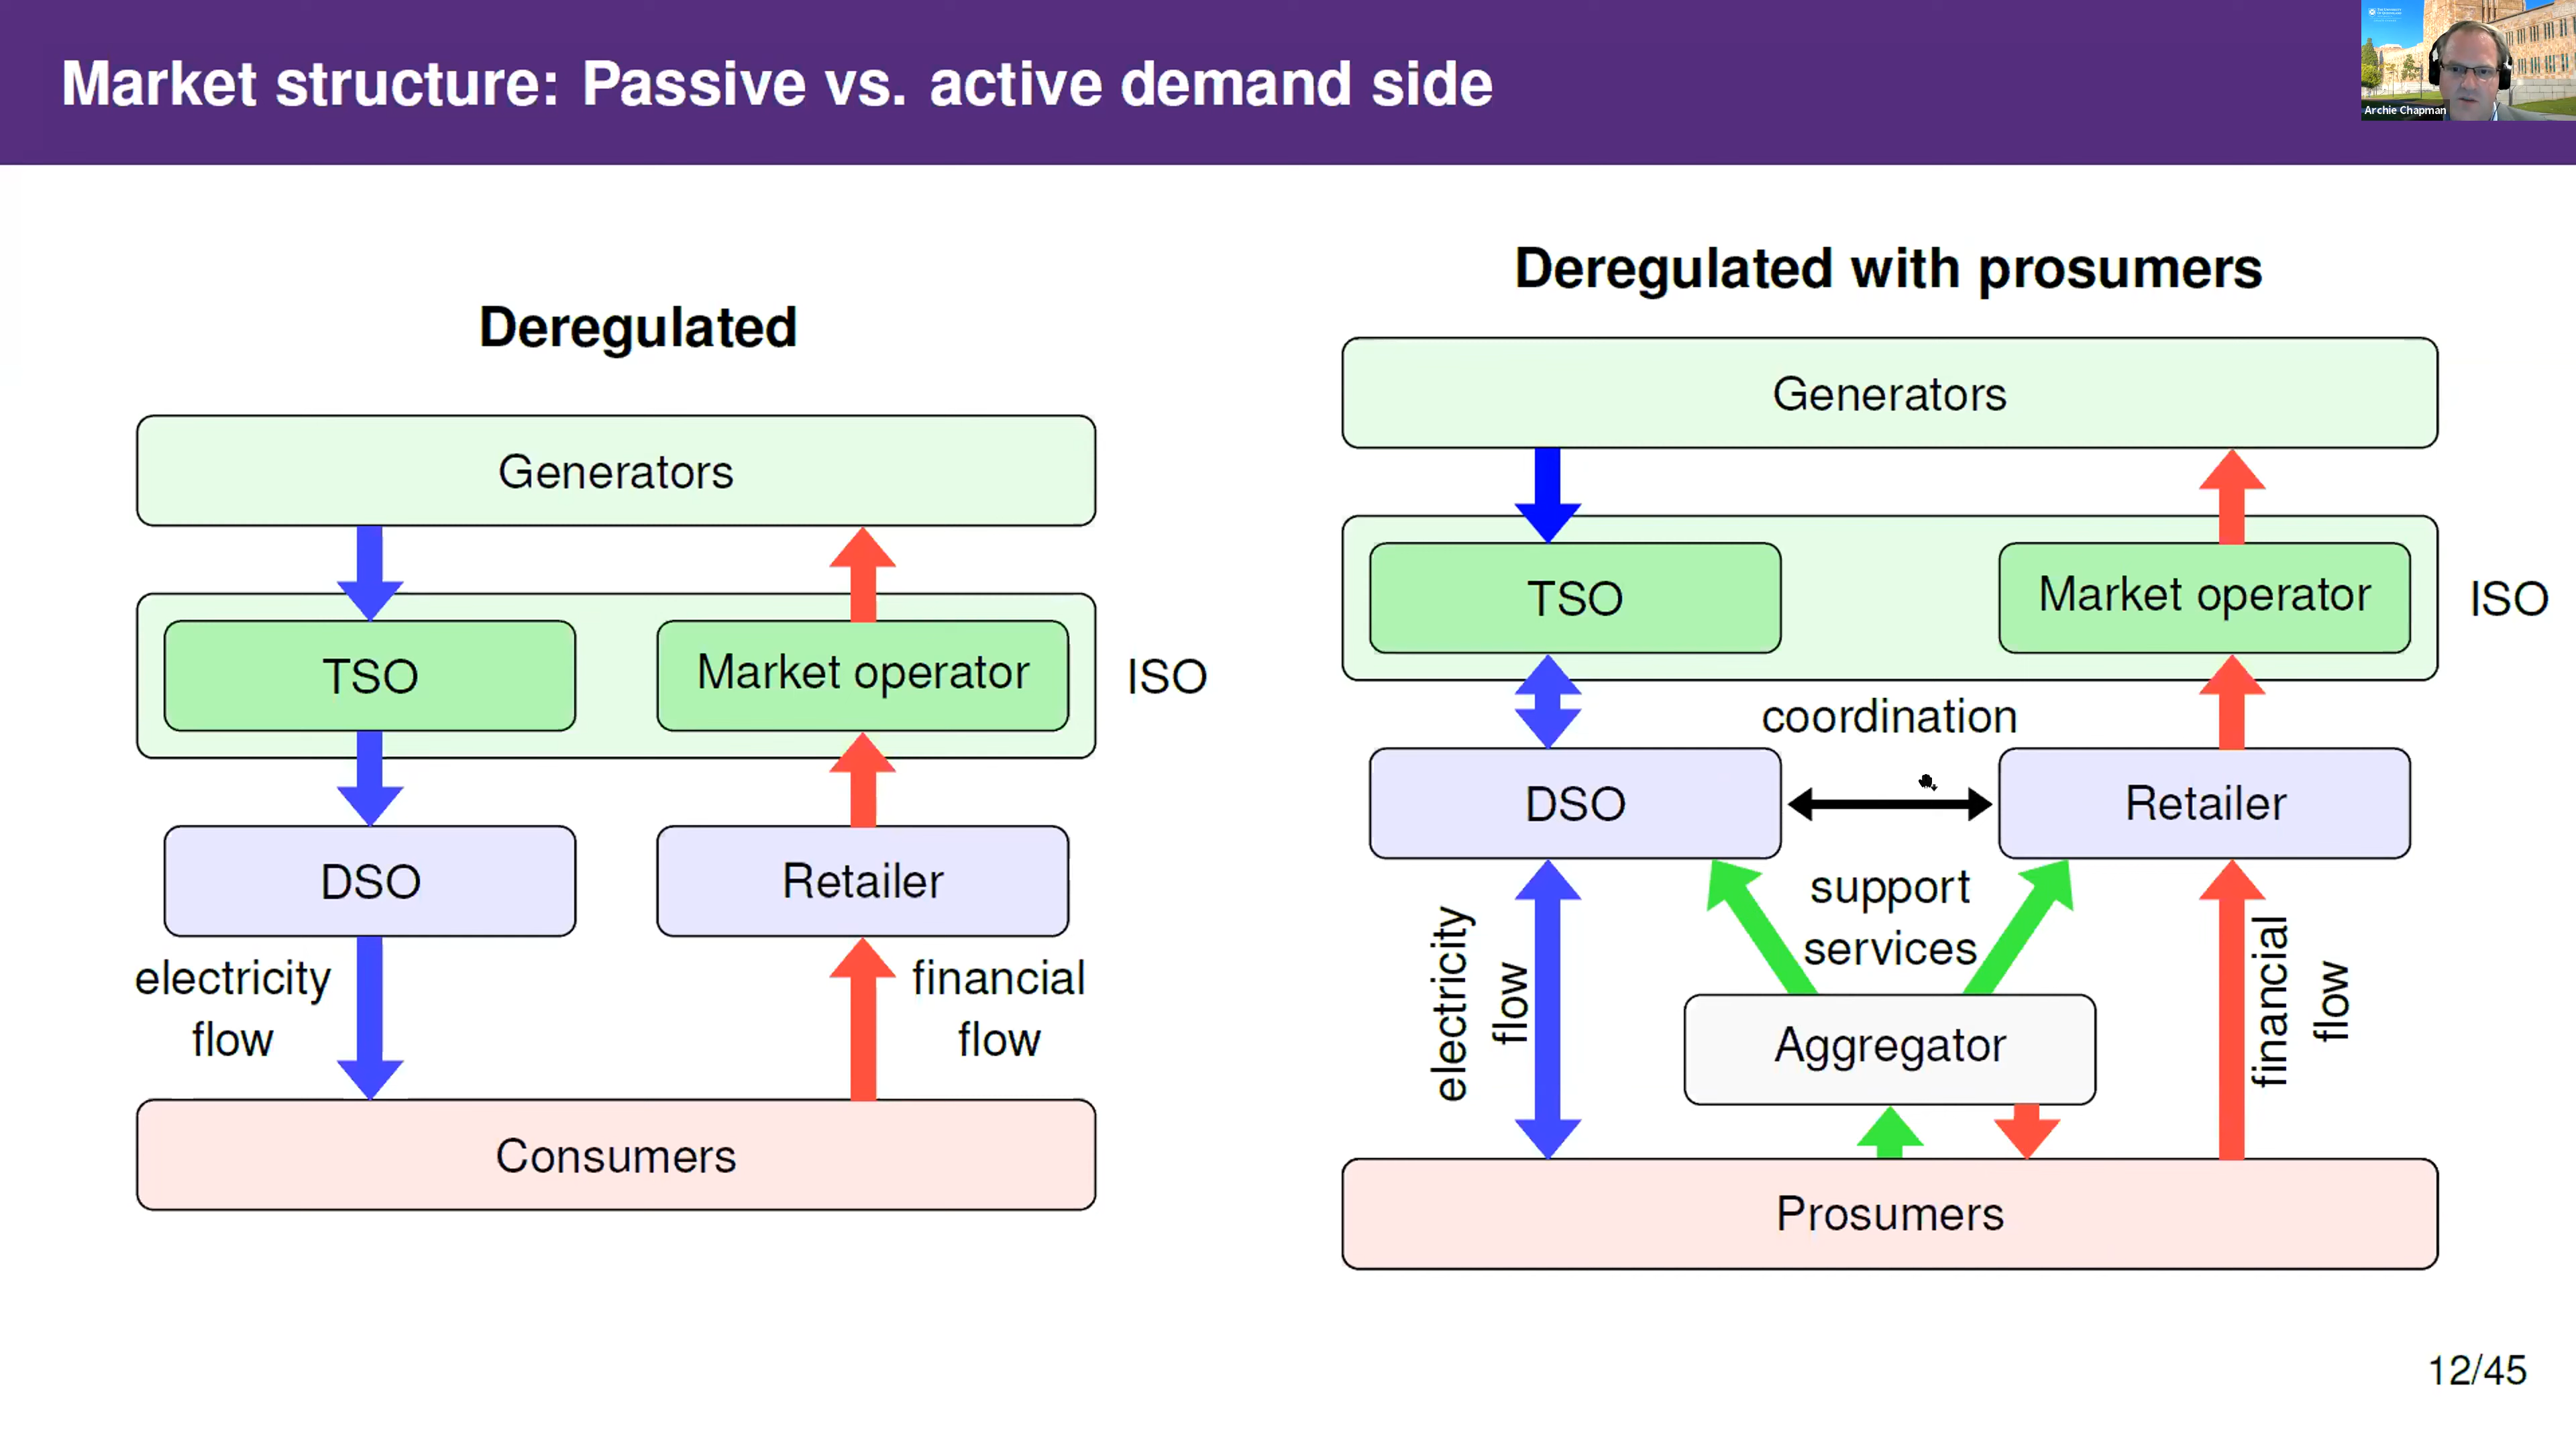 Market structure: Passive vs. active demand side
Archie Chapman
Deregulated
Generators
TSO
Market operator
ISO
DSO
Retailer
electricity
flow
financial
flow
Consumers
Deregulated with prosumers
Generators
TSO
Market operator
ISO
coordination
DSO
Retailer
support
services
electricity
flow
financial
flow
Aggregator
Prosumers
12/45